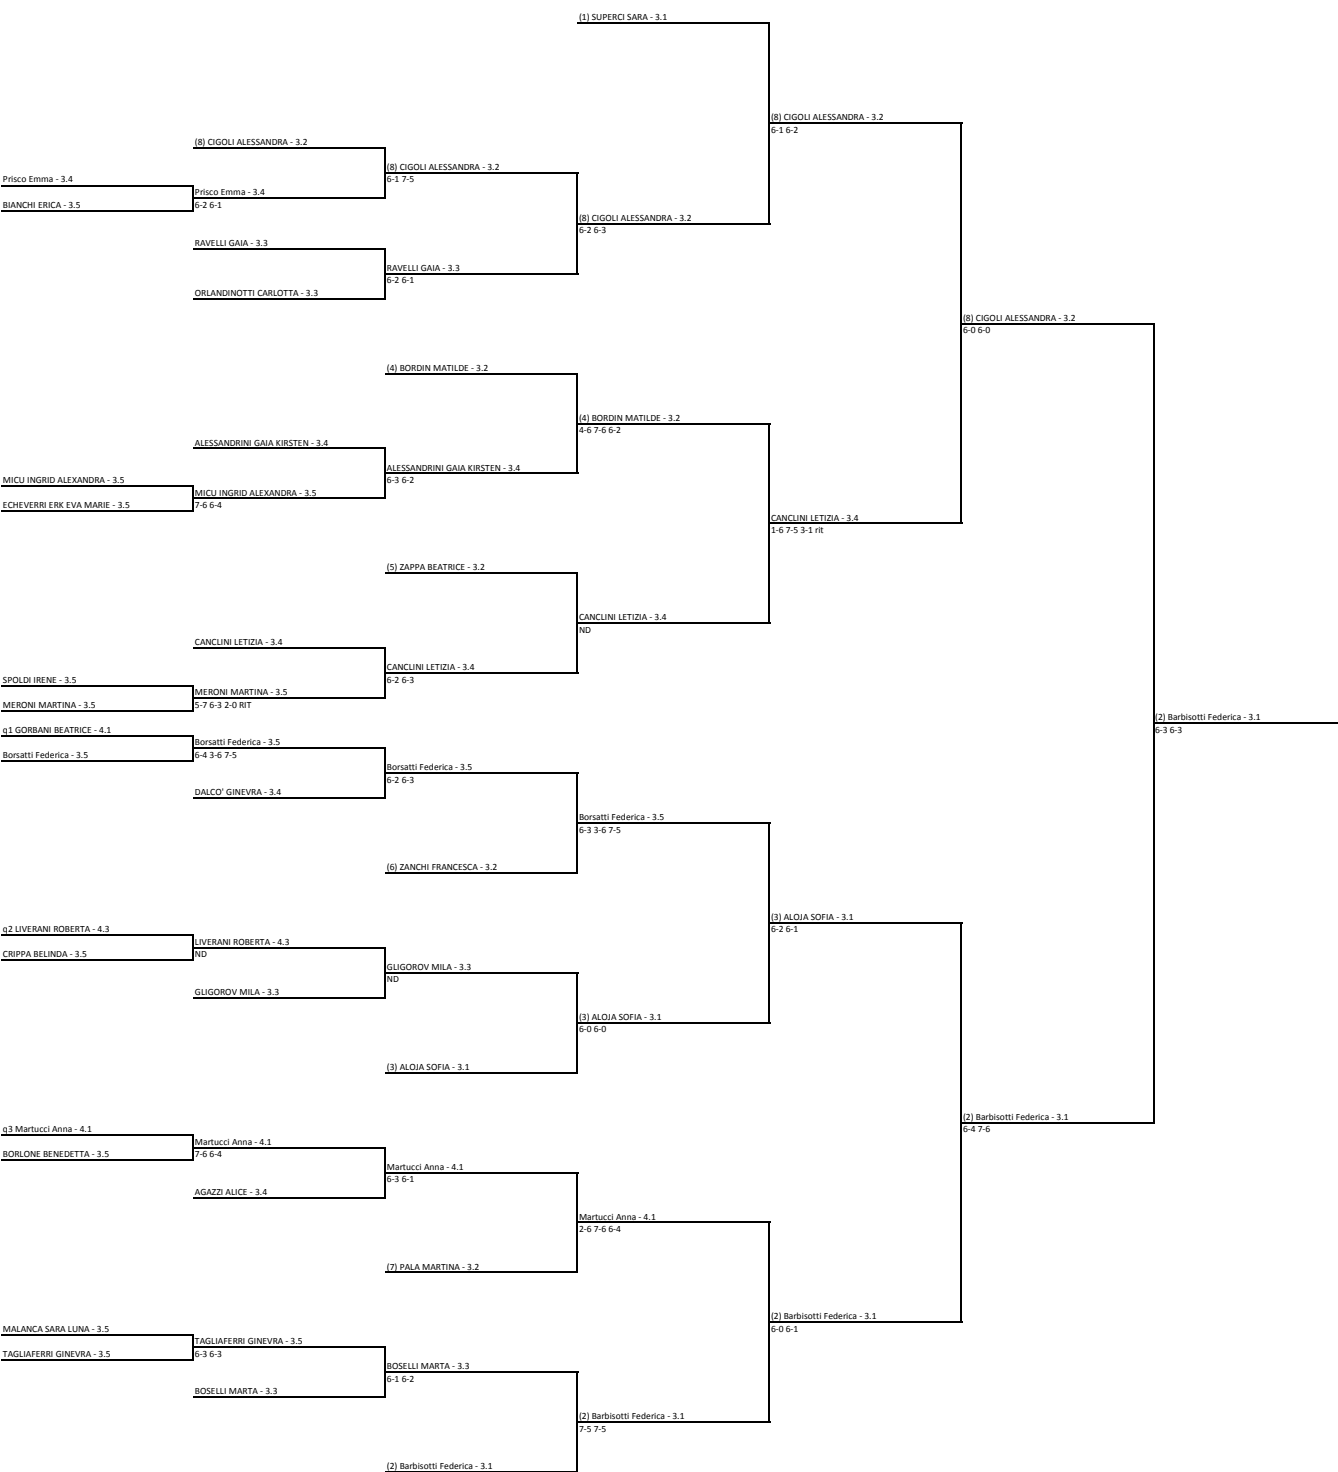 (1) SUPERCI SARA - 3.1
(8) CIGOLI ALESSANDRA - 3.2
6-1 6-2
(8) CIGOLI ALESSANDRA - 3.2
(8) CIGOLI ALESSANDRA - 3.2
6-1 7-5
Prisco Emma - 3.4
Prisco Emma - 3.4
6-2 6-1
BIANCHI ERICA - 3.5
(8) CIGOLI ALESSANDRA - 3.2
6-2 6-3
RAVELLI GAIA - 3.3
RAVELLI GAIA - 3.3
6-2 6-1
ORLANDINOTTI CARLOTTA - 3.3
(8) CIGOLI ALESSANDRA - 3.2
6-0 6-0
(4) BORDIN MATILDE - 3.2
(4) BORDIN MATILDE - 3.2
4-6 7-6 6-2
ALESSANDRINI GAIA KIRSTEN - 3.4
ALESSANDRINI GAIA KIRSTEN - 3.4
6-3 6-2
MICU INGRID ALEXANDRA - 3.5
MICU INGRID ALEXANDRA - 3.5
7-6 6-4
ECHEVERRI ERK EVA MARIE - 3.5
CANCLINI LETIZIA - 3.4
1-6 7-5 3-1 rit
(5) ZAPPA BEATRICE - 3.2
CANCLINI LETIZIA - 3.4
ND
CANCLINI LETIZIA - 3.4
CANCLINI LETIZIA - 3.4
6-2 6-3
SPOLDI IRENE - 3.5
MERONI MARTINA - 3.5
5-7 6-3 2-0 RIT
MERONI MARTINA - 3.5
(2) Barbisotti Federica - 3.1
6-3 6-3
q1 GORBANI BEATRICE - 4.1
Borsatti Federica - 3.5
6-4 3-6 7-5
Borsatti Federica - 3.5
Borsatti Federica - 3.5
6-2 6-3
DALCO' GINEVRA - 3.4
Borsatti Federica - 3.5
6-3 3-6 7-5
(6) ZANCHI FRANCESCA - 3.2
(3) ALOJA SOFIA - 3.1
6-2 6-1
q2 LIVERANI ROBERTA - 4.3
LIVERANI ROBERTA - 4.3
ND
CRIPPA BELINDA - 3.5
GLIGOROV MILA - 3.3
ND
GLIGOROV MILA - 3.3
(3) ALOJA SOFIA - 3.1
6-0 6-0
(3) ALOJA SOFIA - 3.1
(2) Barbisotti Federica - 3.1
6-4 7-6
q3 Martucci Anna - 4.1
Martucci Anna - 4.1
7-6 6-4
BORLONE BENEDETTA - 3.5
Martucci Anna - 4.1
6-3 6-1
AGAZZI ALICE - 3.4
Martucci Anna - 4.1
2-6 7-6 6-4
(7) PALA MARTINA - 3.2
(2) Barbisotti Federica - 3.1
6-0 6-1
MALANCA SARA LUNA - 3.5
TAGLIAFERRI GINEVRA - 3.5
6-3 6-3
TAGLIAFERRI GINEVRA - 3.5
BOSELLI MARTA - 3.3
6-1 6-2
BOSELLI MARTA - 3.3
(2) Barbisotti Federica - 3.1
7-5 7-5
(2) Barbisotti Federica - 3.1